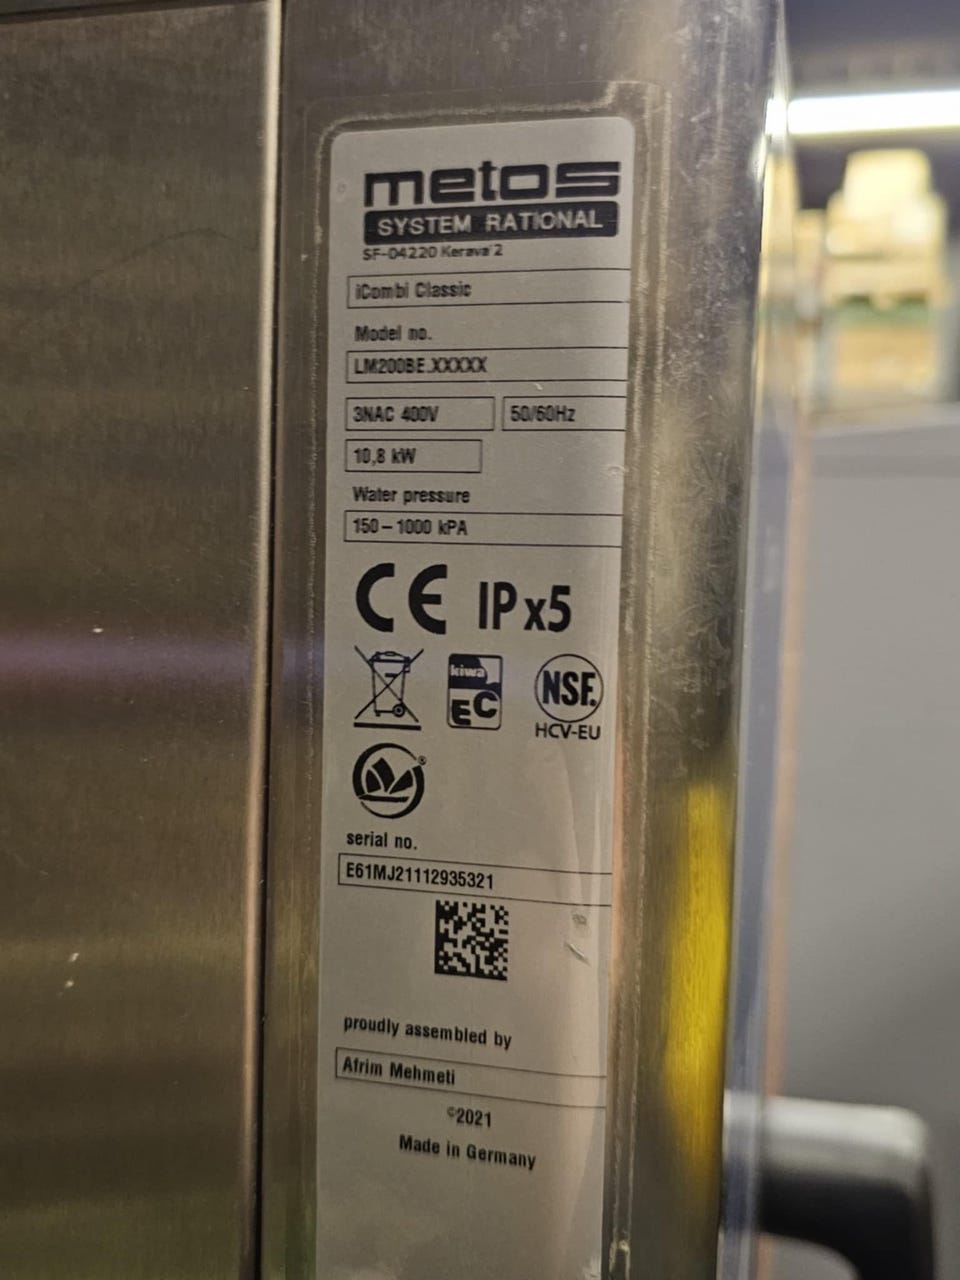 metos
SYSTEM RATIONAL
SF-04220 Kerava 2
iCombi Classic
Model no.
LM200BE.XXXXX
3NAC 400V 50/60Hz
10,8 kW
Water pressure
150 – 1000 kPA
CE IP x5
kiwa
EC
NSF.
HCV-EU
®
serial no.
E61MJ21112935321
proudly assembled by
Afrim Mehmeti
©2021
Made in Germany